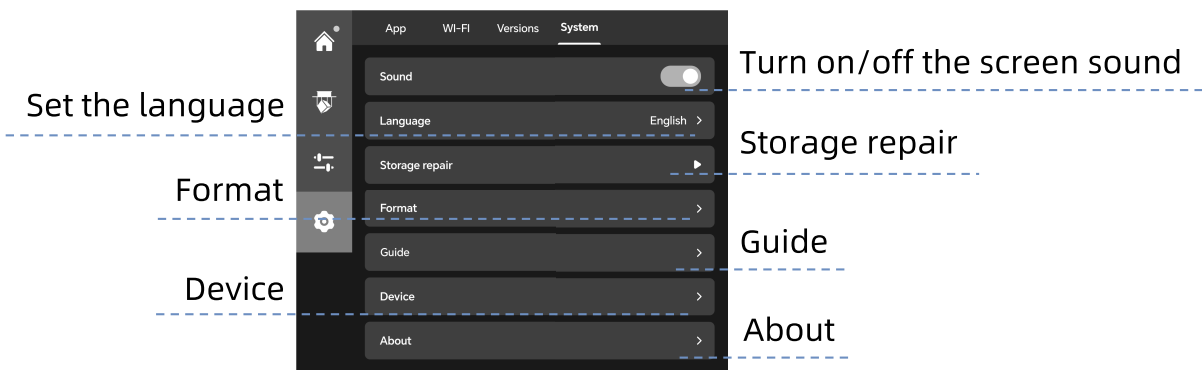 App WI-FI Versions System
Sound
Turn on/off the screen sound
Set the language
Language English
Storage repair
Storage repair
Format
Format
Guide
Guide
Device
Device
About
About